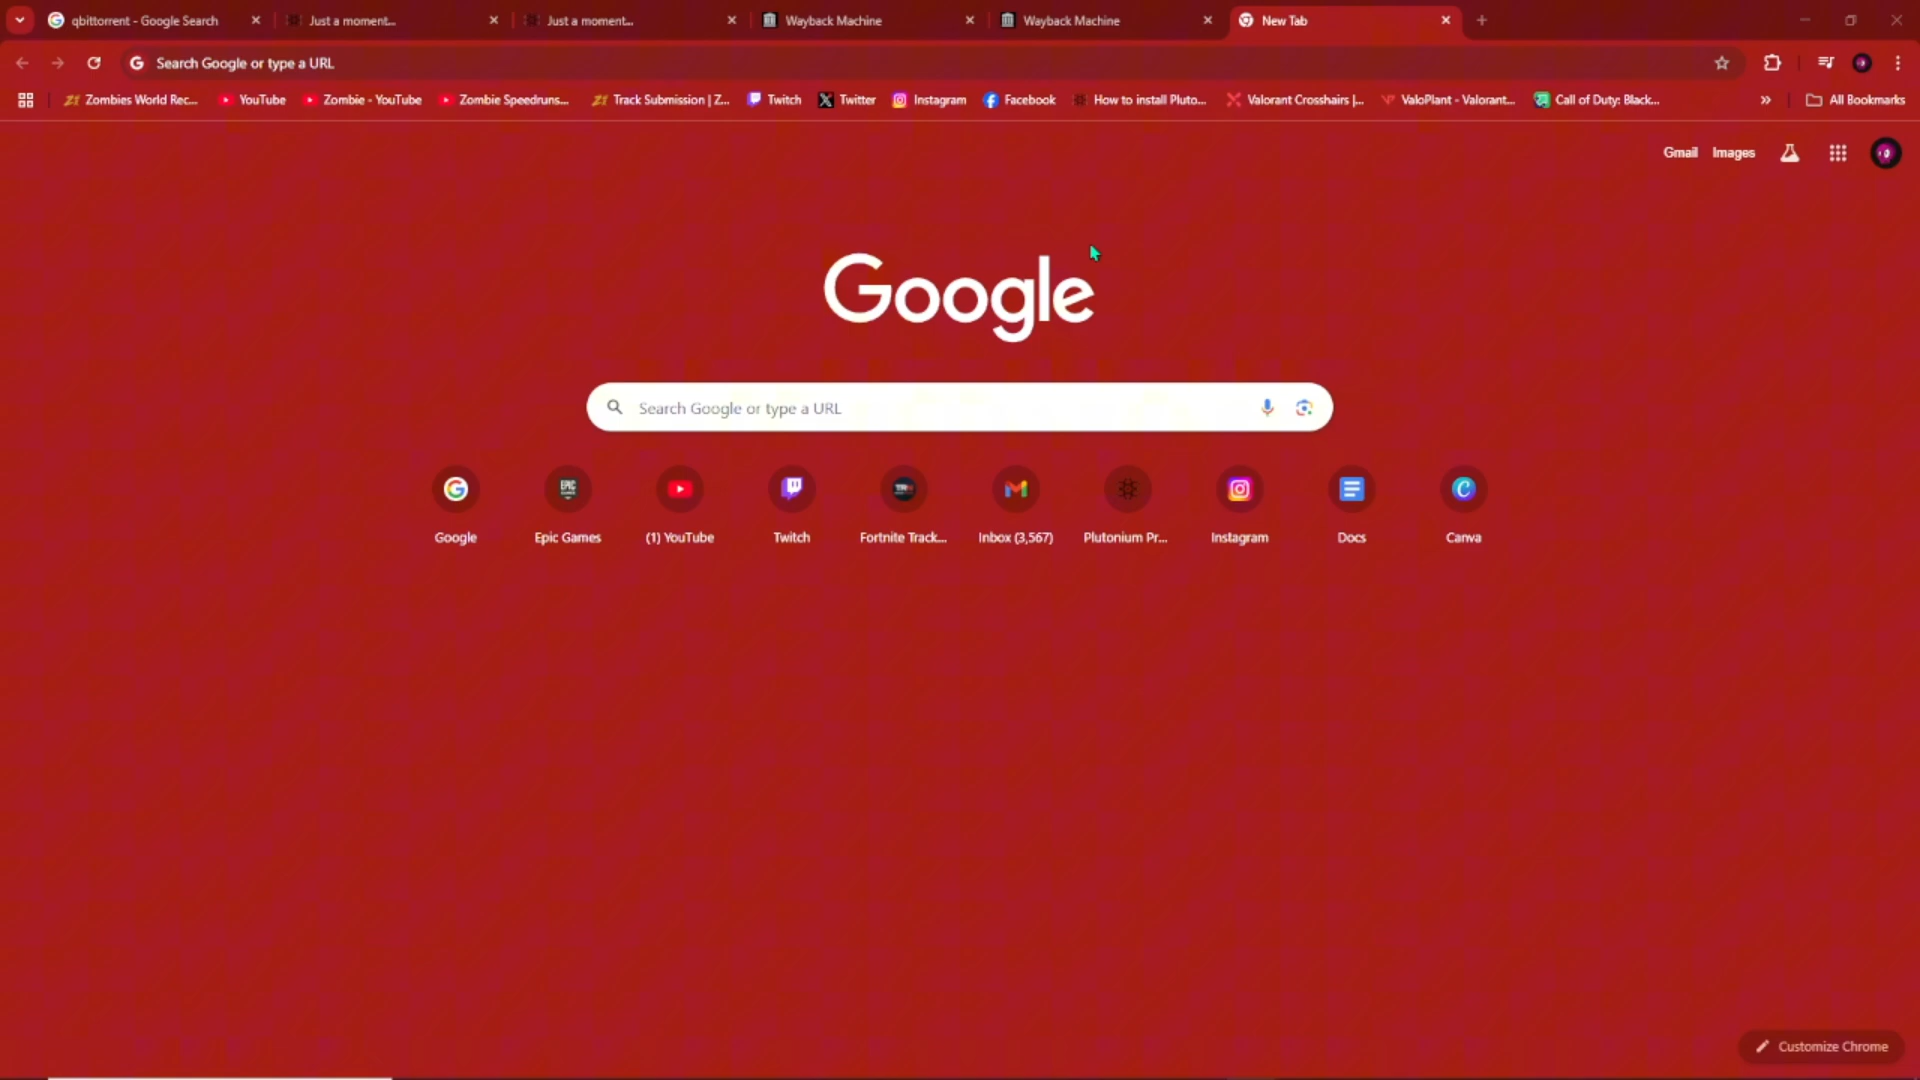 qbittorrent - Google Search
Just a moment...
Just a moment...
Wayback Machine
Wayback Machine
New Tab
Search Google or type a URL
Zombies World Rec...
YouTube
Zombie - YouTube
Zombie Speedruns...
Track Submission | Z...
Twitch
Twitter
Instagram
Facebook
How to install Pluto...
Valorant Crosshairs |...
ValoPlant - Valorant...
Call of Duty: Black...
All Bookmarks
Gmail
Images
Google
Search Google or type a URL
Google
Epic Games
(1) YouTube
Twitch
Fortnite Track...
Inbox (3,567)
Plutonium Pr...
Instagram
Docs
Canva
Customize Chrome